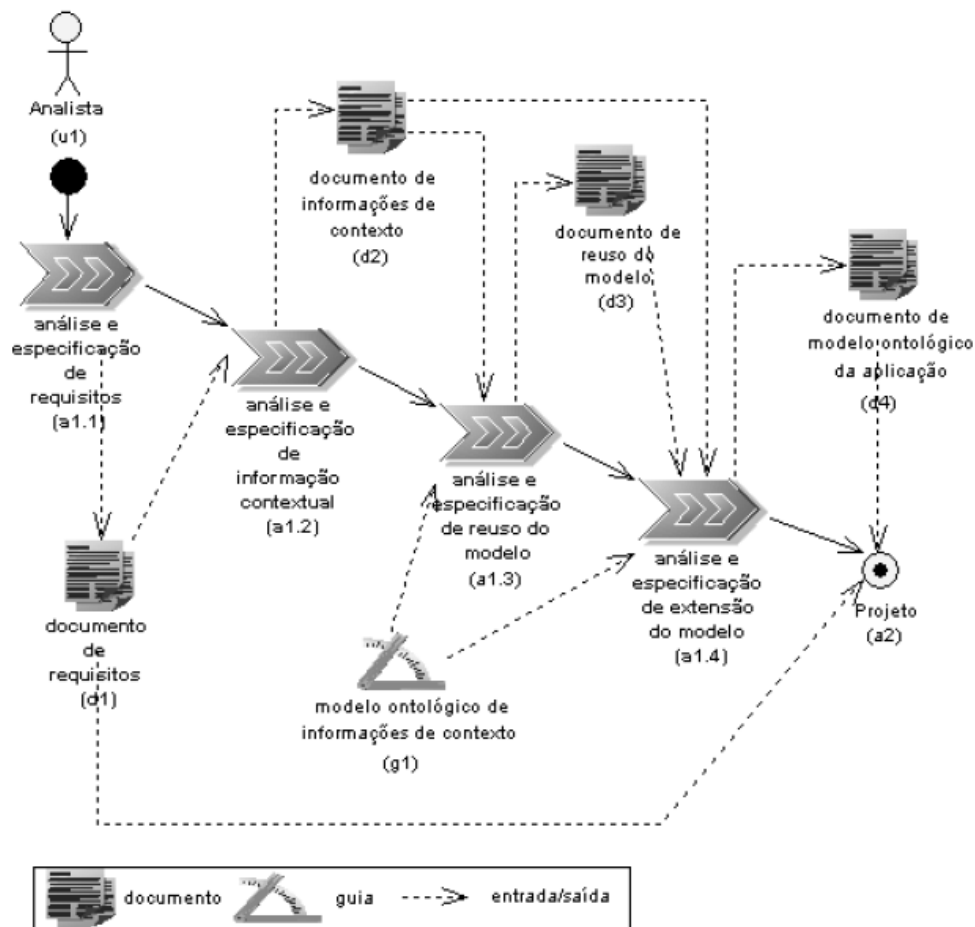 Analista
(u1)
documento de
informações de
contexto
(d2)
documento de
reuso do
modelo
(d3)
documento de
modelo ontológico
da aplicação
(d4)
análise e
especificação
de
requisitos
(a1.1)
análise e
especificação
de
informação
contextual
(a1.2)
análise e
especificação
de reuso do
modelo
(a1.3)
análise e
especificação
de extensão
do modelo
(a1.4)
Projeto
(a2)
documento
de
requisitos
(d1)
modelo ontológico de
informações de contexto
(g1)
documento
guia
entrada/saída